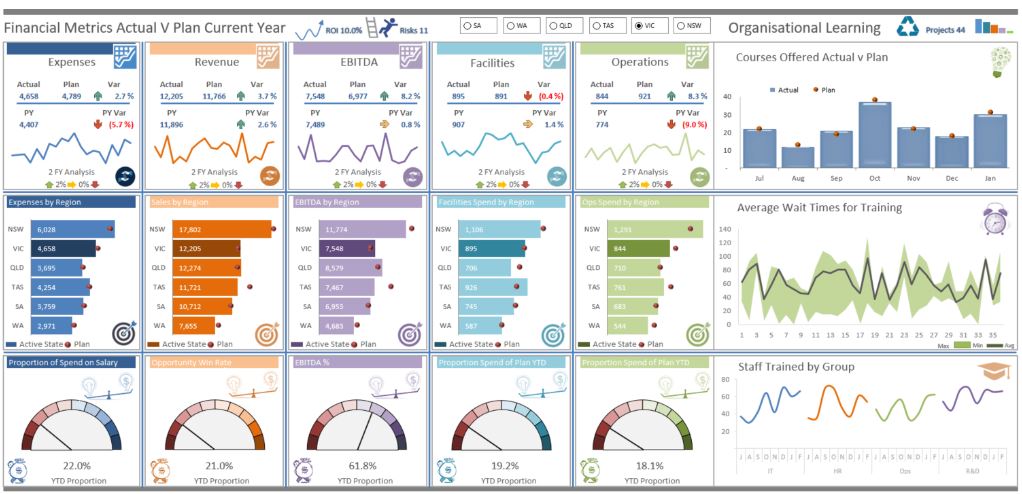 Financial Metrics Actual V Plan Current Year
ROI 10.0%
Risks 11
SA WA QLD TAS VIC NSW
Organisational Learning
Projects 44
Expenses
Actual Plan Var
4,658 4,789 2.7 %
PY PY Var
4,407 (5.7 %)
2 FY Analysis
2% 0%
Revenue
Actual Plan Var
12,205 11,766 3.7 %
PY PY Var
11,896 2.6 %
2 FY Analysis
2% 0%
EBITDA
Actual Plan Var
7,548 6,977 8.2 %
PY PY Var
7,489 0.8 %
2 FY Analysis
2% 0%
Facilities
Actual Plan Var
895 891 (0.4 %)
PY PY Var
907 1.4 %
2 FY Analysis
2% 0%
Operations
Actual Plan Var
844 921 8.3 %
PY PY Var
774 (9.0 %)
2 FY Analysis
2% 0%
Courses Offered Actual v Plan
Actual Plan
40
30
20
10
-
Jul Aug Sep Oct Nov Dec Jan
Expenses by Region
NSW 6,028
VIC 4,658
QLD 3,695
TAS 4,254
SA 3,759
WA 2,971
Active State Plan
Sales by Region
NSW 17,802
VIC 12,205
QLD 12,274
TAS 11,721
SA 10,712
WA 7,655
Active State Plan
EBITDA by Region
NSW 11,774
VIC 7,548
QLD 8,579
TAS 7,467
SA 6,953
WA 4,683
Active State Plan
Facilities Spend by Region
NSW 1,106
VIC 895
QLD 706
TAS 926
SA 745
WA 587
Active State Plan
Ops Spend by Region
NSW 1,291
VIC 844
QLD 710
TAS 761
SA 683
WA 544
Active State Plan
Average Wait Times for Training
140
120
100
80
60
40
20
0
1 3 5 7 9 11 13 15 17 19 21 23 25 27 29 31 33 35
Max Min Avg
Proportion of Spend on Salary
22.0%
YTD Proportion
Opportunity Win Rate
21.0%
YTD Proportion
EBITDA %
61.8%
YTD Proportion
Proportion Spend of Plan YTD
19.2%
YTD Proportion
Proportion Spend of Plan YTD
18.1%
YTD Proportion
Staff Trained by Group
80
60
40
20
J A S O N D J F J A S O N D J F J A S O N D J F J A S O N D J F
IT HR Ops R&D